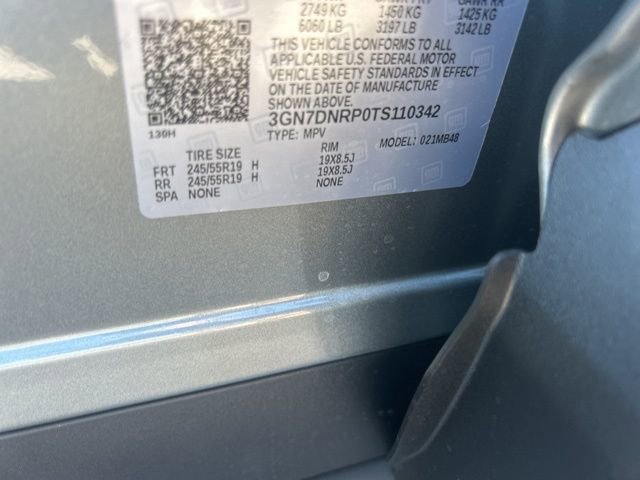 2749 KG 1450 KG 1425 KG
6060 LB 3197 LB 3142 LB
THIS VEHICLE CONFORMS TO ALL
APPLICABLE U.S. FEDERAL MOTOR
VEHICLE SAFETY STANDARDS IN EFFECT
ON THE DATE OF MANUFACTURE
SHOWN ABOVE.
3GN7DNRP0TS110342
130H
TYPE: MPV MODEL: 021MB48
TIRE SIZE RIM
FRT 245/55R19 H 19X8.5J
RR 245/55R19 H 19X8.5J
SPA NONE NONE